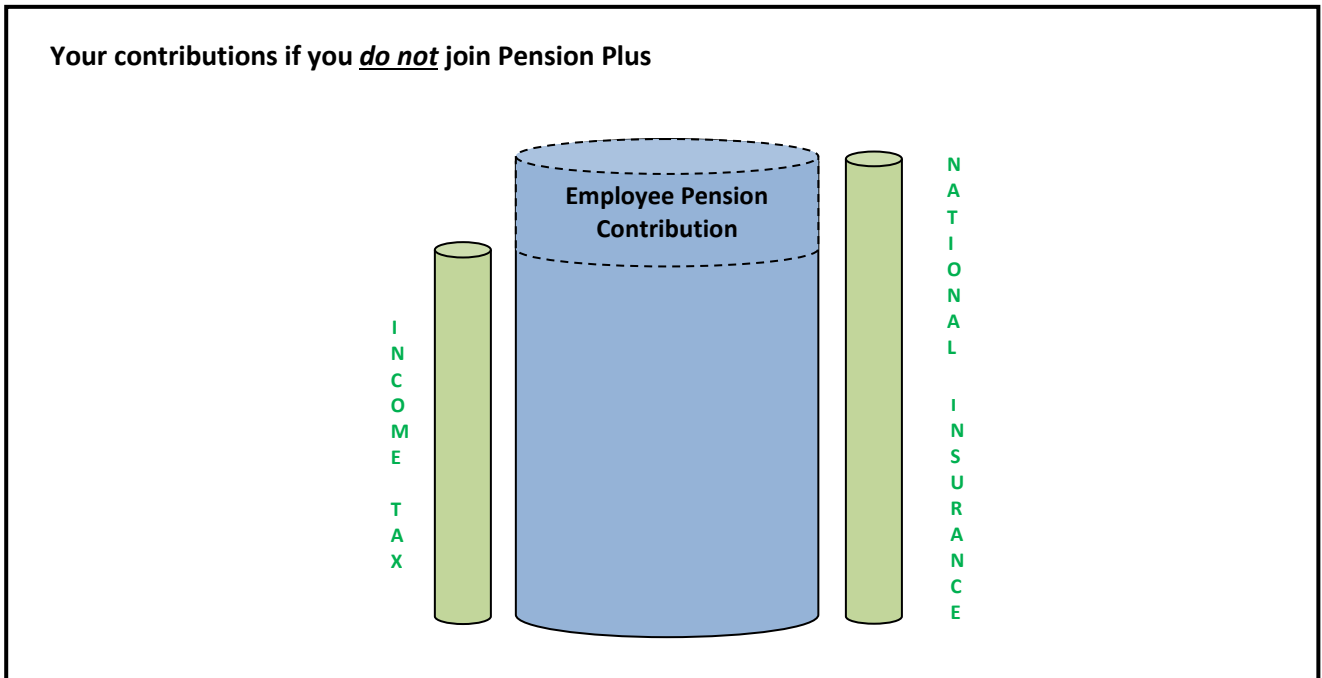 Your contributions if you do not join Pension Plus
Employee Pension
Contribution
INCOME TAX
NATIONAL INSURANCE